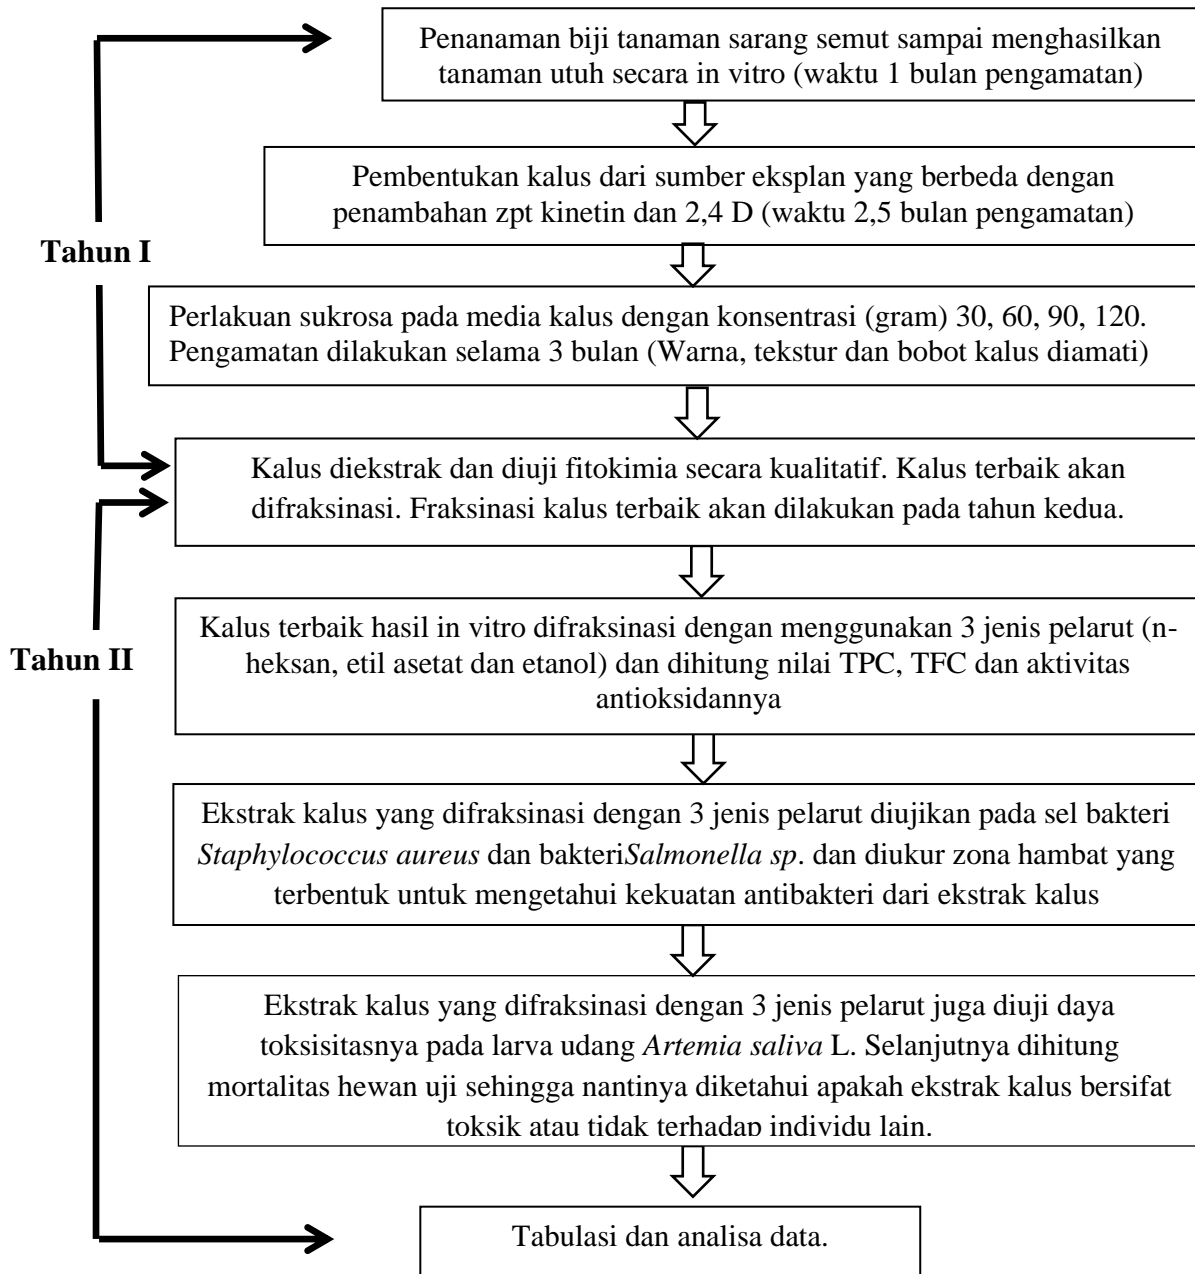 Penanaman biji tanaman sarang semut sampai menghasilkan
tanaman utuh secara in vitro (waktu 1 bulan pengamatan)
Pembentukan kalus dari sumber eksplan yang berbeda dengan
penambahan zpt kinetin dan 2,4 D (waktu 2,5 bulan pengamatan)
Tahun I
Perlakuan sukrosa pada media kalus dengan konsentrasi (gram) 30, 60, 90, 120.
Pengamatan dilakukan selama 3 bulan (Warna, tekstur dan bobot kalus diamati)
Kalus diekstrak dan diuji fitokimia secara kualitatif. Kalus terbaik akan
difraksinasi. Fraksinasi kalus terbaik akan dilakukan pada tahun kedua.
Tahun II
Kalus terbaik hasil in vitro difraksinasi dengan menggunakan 3 jenis pelarut (n-
heksan, etil asetat dan etanol) dan dihitung nilai TPC, TFC dan aktivitas
antioksidannya
Ekstrak kalus yang difraksinasi dengan 3 jenis pelarut diujikan pada sel bakteri
Staphylococcus aureus dan bakteriSalmonella sp. dan diukur zona hambat yang
terbentuk untuk mengetahui kekuatan antibakteri dari ekstrak kalus
Ekstrak kalus yang difraksinasi dengan 3 jenis pelarut juga diuji daya
toksisitasnya pada larva udang Artemia saliva L. Selanjutnya dihitung
mortalitas hewan uji sehingga nantinya diketahui apakah ekstrak kalus bersifat
toksik atau tidak terhadap individu lain.
Tabulasi dan analisa data.